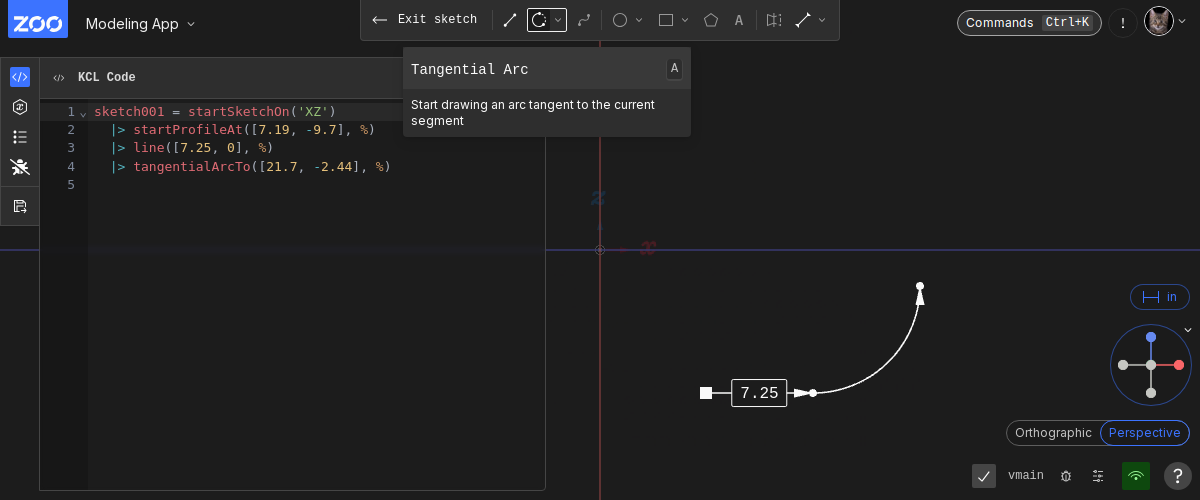 ZOO
Modeling App
Exit sketch
A
Commands
Ctrl+K
!
Tangential Arc
A
Start drawing an arc tangent to the current
segment
KCL Code
1 sketch001 = startSketchOn('XZ')
2 |> startProfileAt([7.19, -9.7], %)
3 |> line([7.25, 0], %)
4 |> tangentialArcTo([21.7, -2.44], %)
5
z
x
in
7.25
Orthographic
Perspective
vmain
?